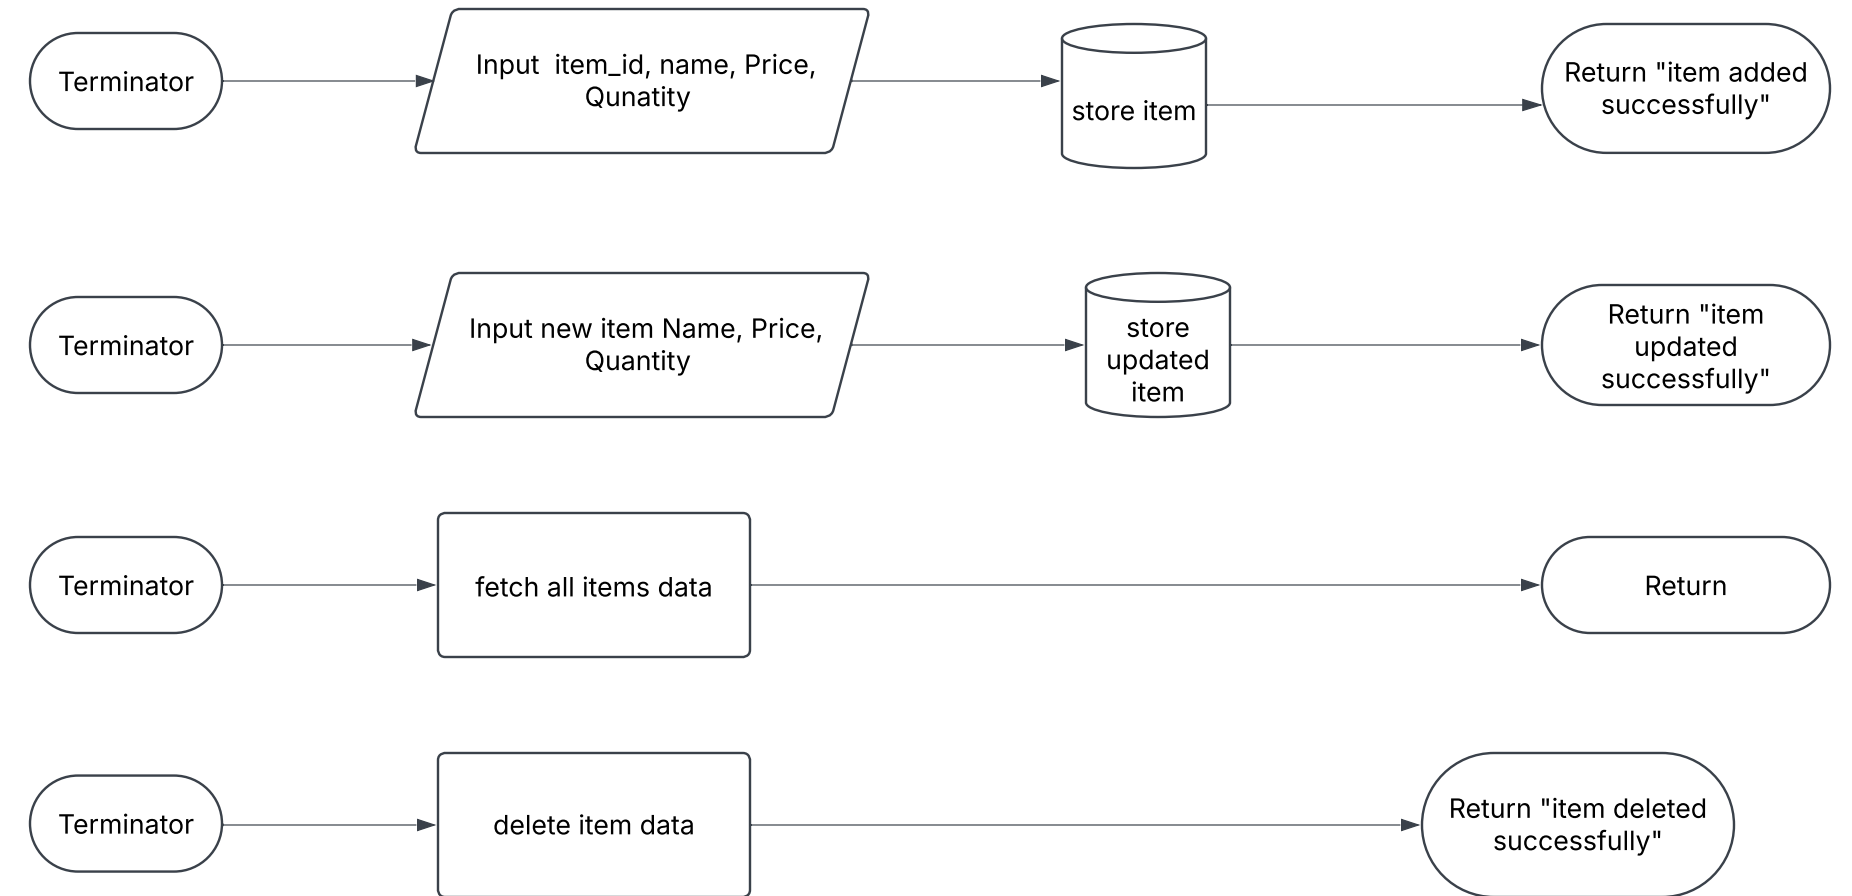 Terminator
Input  item_id, name, Price,
Qunatity
store item
Return "item added
successfully"
Terminator
Input new item Name, Price,
Quantity
store
updated
item
Return "item
updated
successfully"
Terminator
fetch all items data
Return
Terminator
delete item data
Return "item deleted
successfully"